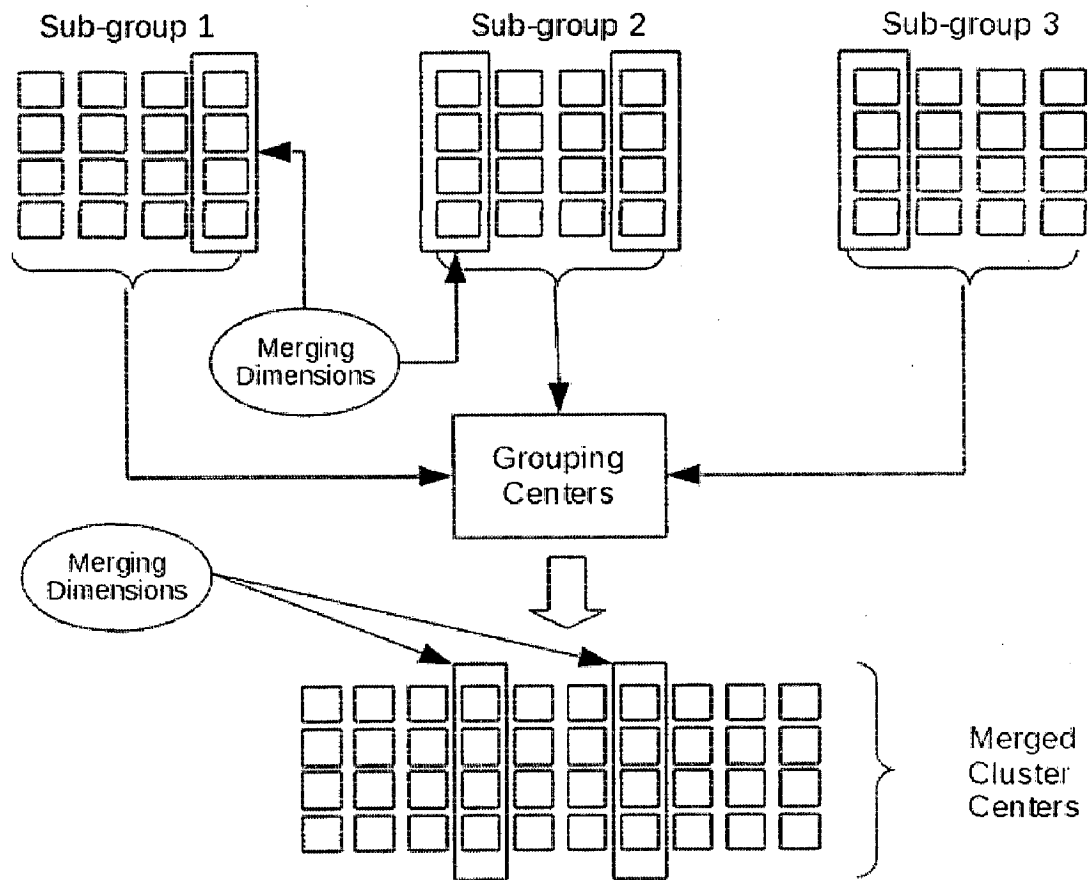 Sub-group 1
Sub-group 2
Sub-group 3
Merging
Dimensions
Grouping
Centers
Merging
Dimensions
Merged
Cluster
Centers